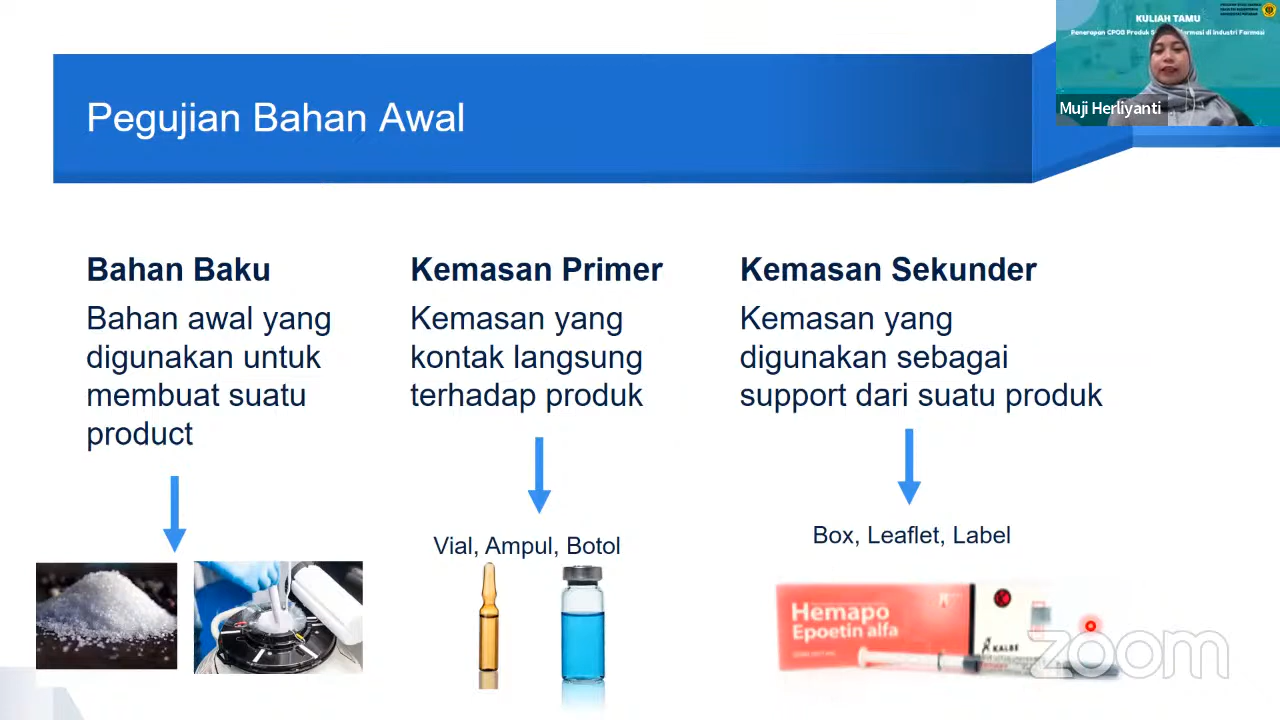 KULIAH TAMU
Muji Herliyanti
Pegujian Bahan Awal
Bahan Baku
Bahan awal yang
digunakan untuk
membuat suatu
product
Kemasan Primer
Kemasan yang
kontak langsung
terhadap produk
Vial, Ampul, Botol
Kemasan Sekunder
Kemasan yang
digunakan sebagai
support dari suatu produk
Box, Leaflet, Label
Hemapo
Epoetin alfa
KALBE
zoom